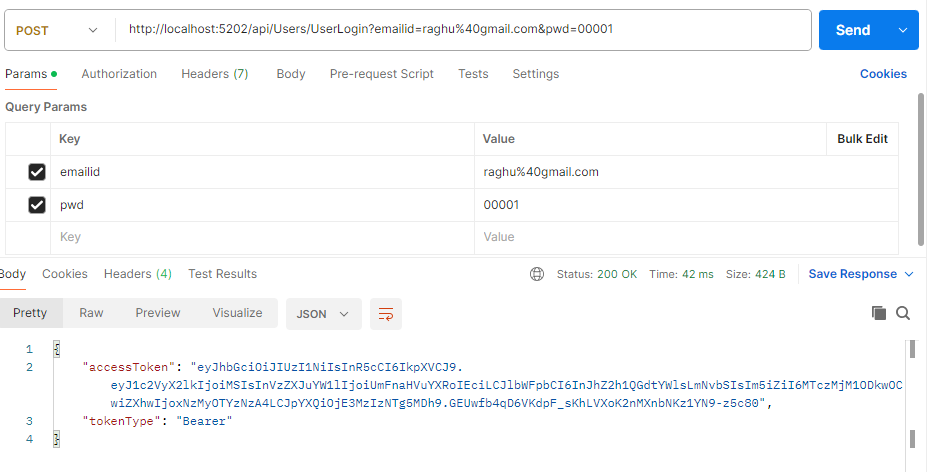 POST http://localhost:5202/api/Users/UserLogin?emailid=raghu%40gmail.com&pwd=00001 Send
Params Authorization Headers (7) Body Pre-request Script Tests Settings Cookies
Query Params
Key Value Bulk Edit
emailid raghu%40gmail.com
pwd 00001
Key Value
Body Cookies Headers (4) Test Results Status: 200 OK Time: 42 ms Size: 424 B Save Response
Pretty Raw Preview Visualize JSON
1 {
2 "accessToken": "eyJhbGciOiJIUzI1NiIsInR5cCI6IkpXVCJ9.
eyJ1c2VyX2lkIjoiMSIsInVzZXJuYW1lIjoiUmFnaHVuYXRoIEciLCJlbWFpbCI6InJhZ2h1QGdtYWlsLmNvbSIsIm5iZiI6MTczMjM1ODkwOC
wiZXhwIjoxNzMyOTYzNzA4LCJpYXQiOjE3MzIzNTg5MDh9.GEUwfb4qD6VKdpF_sKhLVXoK2nMXnbNKz1YN9-z5c80",
3 "tokenType": "Bearer"
4 }